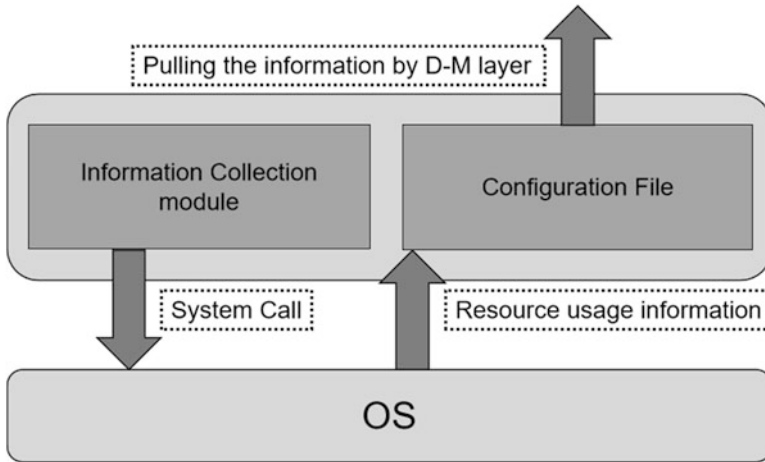 Pulling the information by D-M layer
Information Collection
module
Configuration File
System Call
Resource usage information
OS